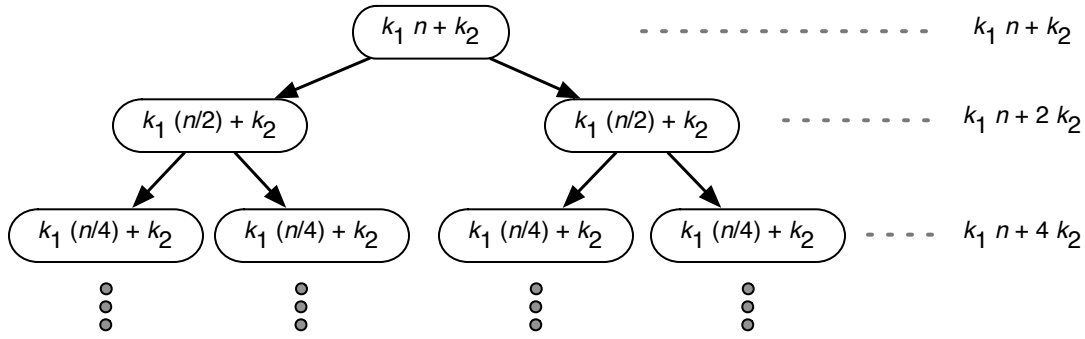 k₁ n + k₂ k₁ n + k₂
k₁ (n/2) + k₂ k₁ (n/2) + k₂ k₁ n + 2 k₂
k₁ (n/4) + k₂ k₁ (n/4) + k₂ k₁ (n/4) + k₂ k₁ (n/4) + k₂ k₁ n + 4 k₂